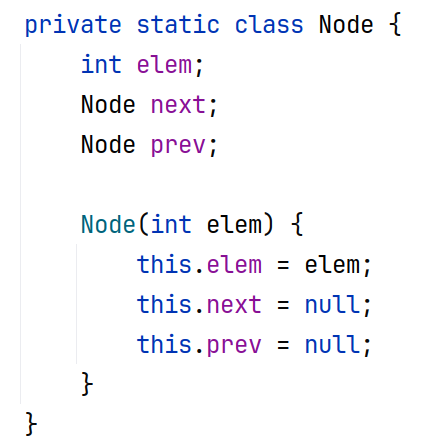 private static class Node {
    int elem;
    Node next;
    Node prev;

    Node(int elem) {
        this.elem = elem;
        this.next = null;
        this.prev = null;
    }
}